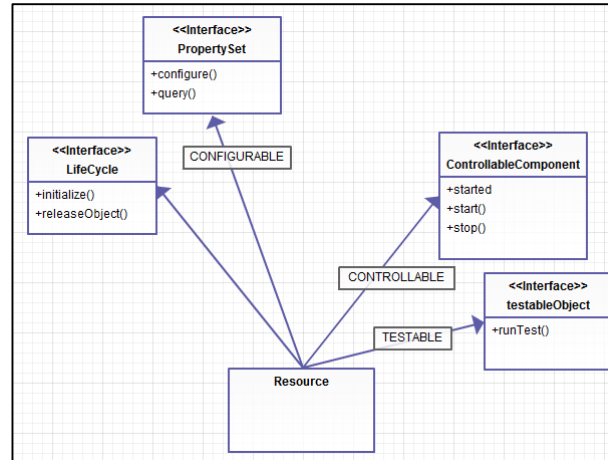 <<Interface>>
PropertySet
+configure()
+query()
<<Interface>>
LifeCycle
+initialize()
+releaseObject()
CONFIGURABLE
<<Interface>>
ControllableComponent
+started
+start()
+stop()
CONTROLLABLE
<<Interface>>
testableObject
+runTest()
TESTABLE
Resource